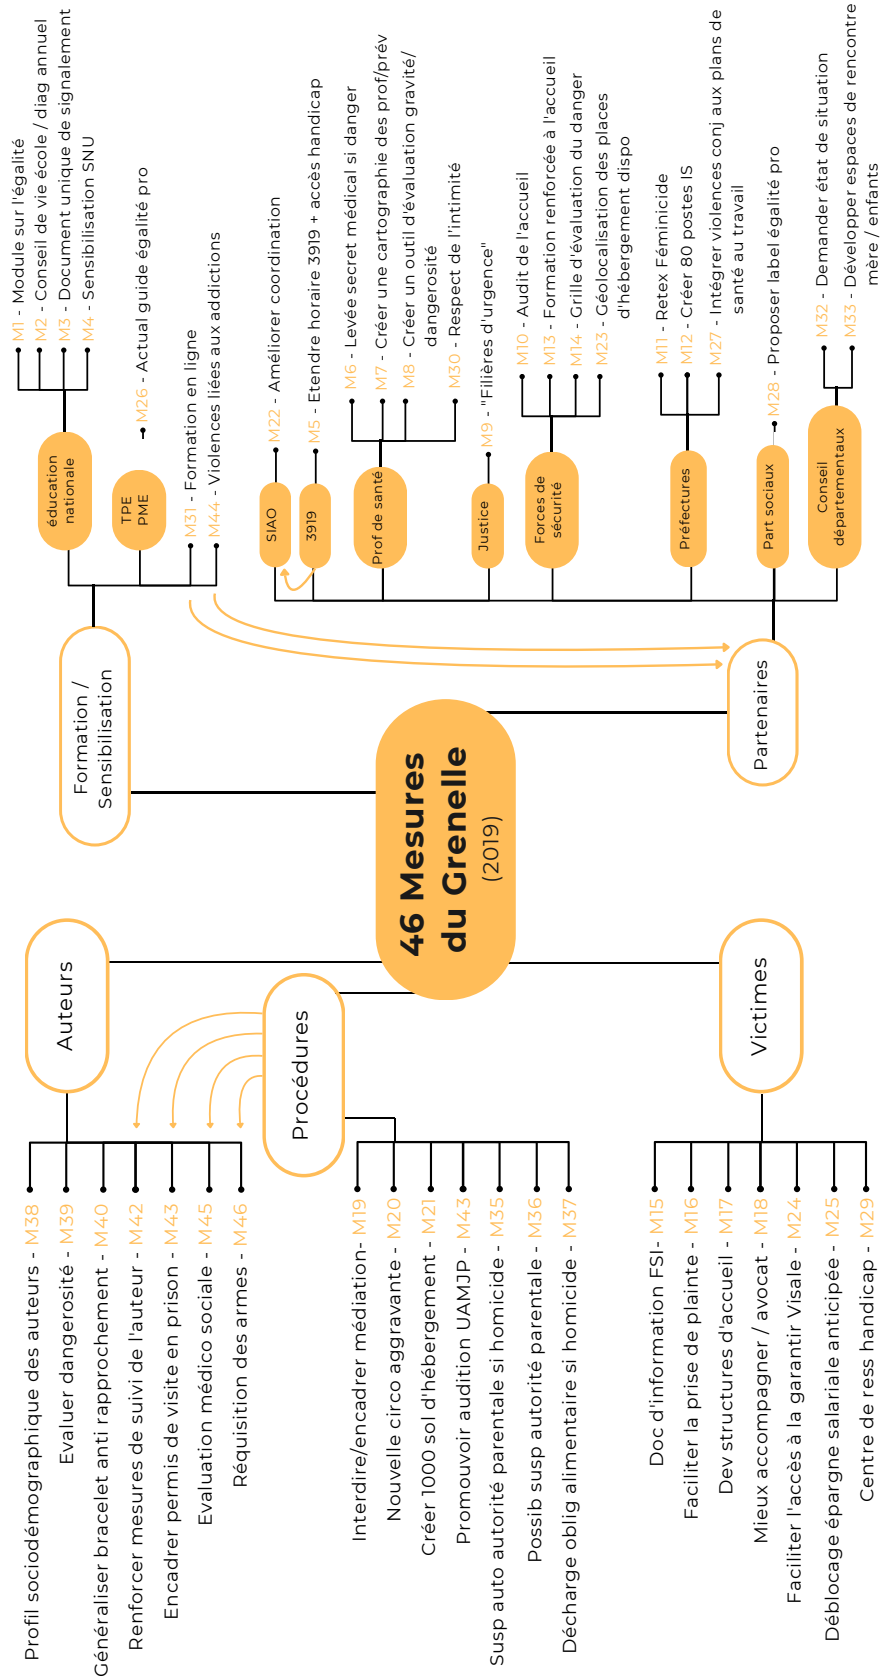 46 Mesures
du Grenelle
(2019)
Auteurs
Profil sociodémographique des auteurs - M38
Evaluer dangerosité - M39
Généraliser bracelet anti rapprochement - M40
Renforcer mesures de suivi de l'auteur - M42
Encadrer permis de visite en prison - M43
Evaluation médico sociale - M45
Réquisition des armes - M46
Procédures
Interdire/encadrer médiation- M19
Nouvelle circo aggravante - M20
Créer 1000 sol d'hébergement - M21
Promouvoir audition UAMJP - M43
Susp auto autorité parentale si homicide - M35
Possib susp autorité parentale - M36
Décharge oblig alimentaire si homicide - M37
Victimes
Doc d'information FSI- M15
Faciliter la prise de plainte - M16
Dev structures d'accueil - M17
Mieux accompagner / avocat - M18
Faciliter l'accès à la garantir Visale- M24
Déblocage épargne salariale anticipée - M25
Centre de ress handicap - M29
Formation /
Sensibilisation
éducation
nationale
M1 - Module sur l'égalité
M2 - Conseil de vie école / diag annuel
M3 - Document unique de signalement
M4 - Sensibilisation SNU
TPE
PME
M26 - Actual guide égalité pro
M31 - Formation en ligne
M44 - Violences liées aux addictions
Partenaires
SIAO
M22 - Améliorer coordination
3919
M5 - Etendre horaire 3919 + accès handicap
Prof de santé
M6 - Levée secret médical si danger
M7 - Créer une cartographie des prof/prév
M8 - Créer un outil d'évaluation gravité/
dangerosité
M30 - Respect de l'intimité
Justice
M9 - "Filières d'urgence"
Forces de
sécurité
M10 - Audit de l'accueil
M13 - Formation renforcée à l'accueil
M14 - Grille d'évaluation du danger
M23 - Géolocalisation des places
d'hébergement dispo
Préfectures
M11 - Retex Féminicide
M12 - Créer 80 postes IS
M27 - Intégrer violences conj aux plans de
santé au travail
Part sociaux
M28 - Proposer label égalité pro
Conseil
départementaux
M32 - Demander état de situation
M33 - Développer espaces de rencontre
mère / enfants